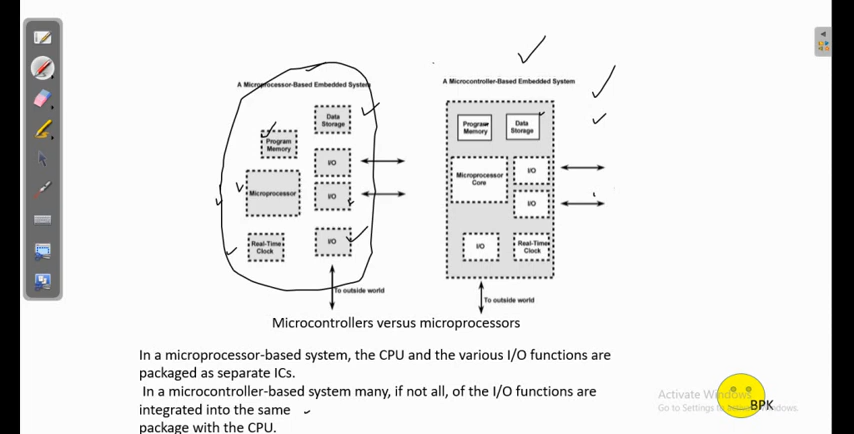 A Microprocessor-Based Embedded System
Data
Storage
Program
Memory
I/O
Microprocessor
I/O
Real-Time
Clock
I/O
To outside world
A Microcontroller-Based Embedded System
Program
Memory
Data
Storage
Microprocessor
Core
I/O
I/O
I/O
Real-Time
Clock
To outside world
Microcontrollers versus microprocessors
In a microprocessor-based system, the CPU and the various I/O functions are
packaged as separate ICs.
In a microcontroller-based system many, if not all, of the I/O functions are
integrated into the same
package with the CPU.
Activate Windows
Go to Settings to activate Windows.
BPK